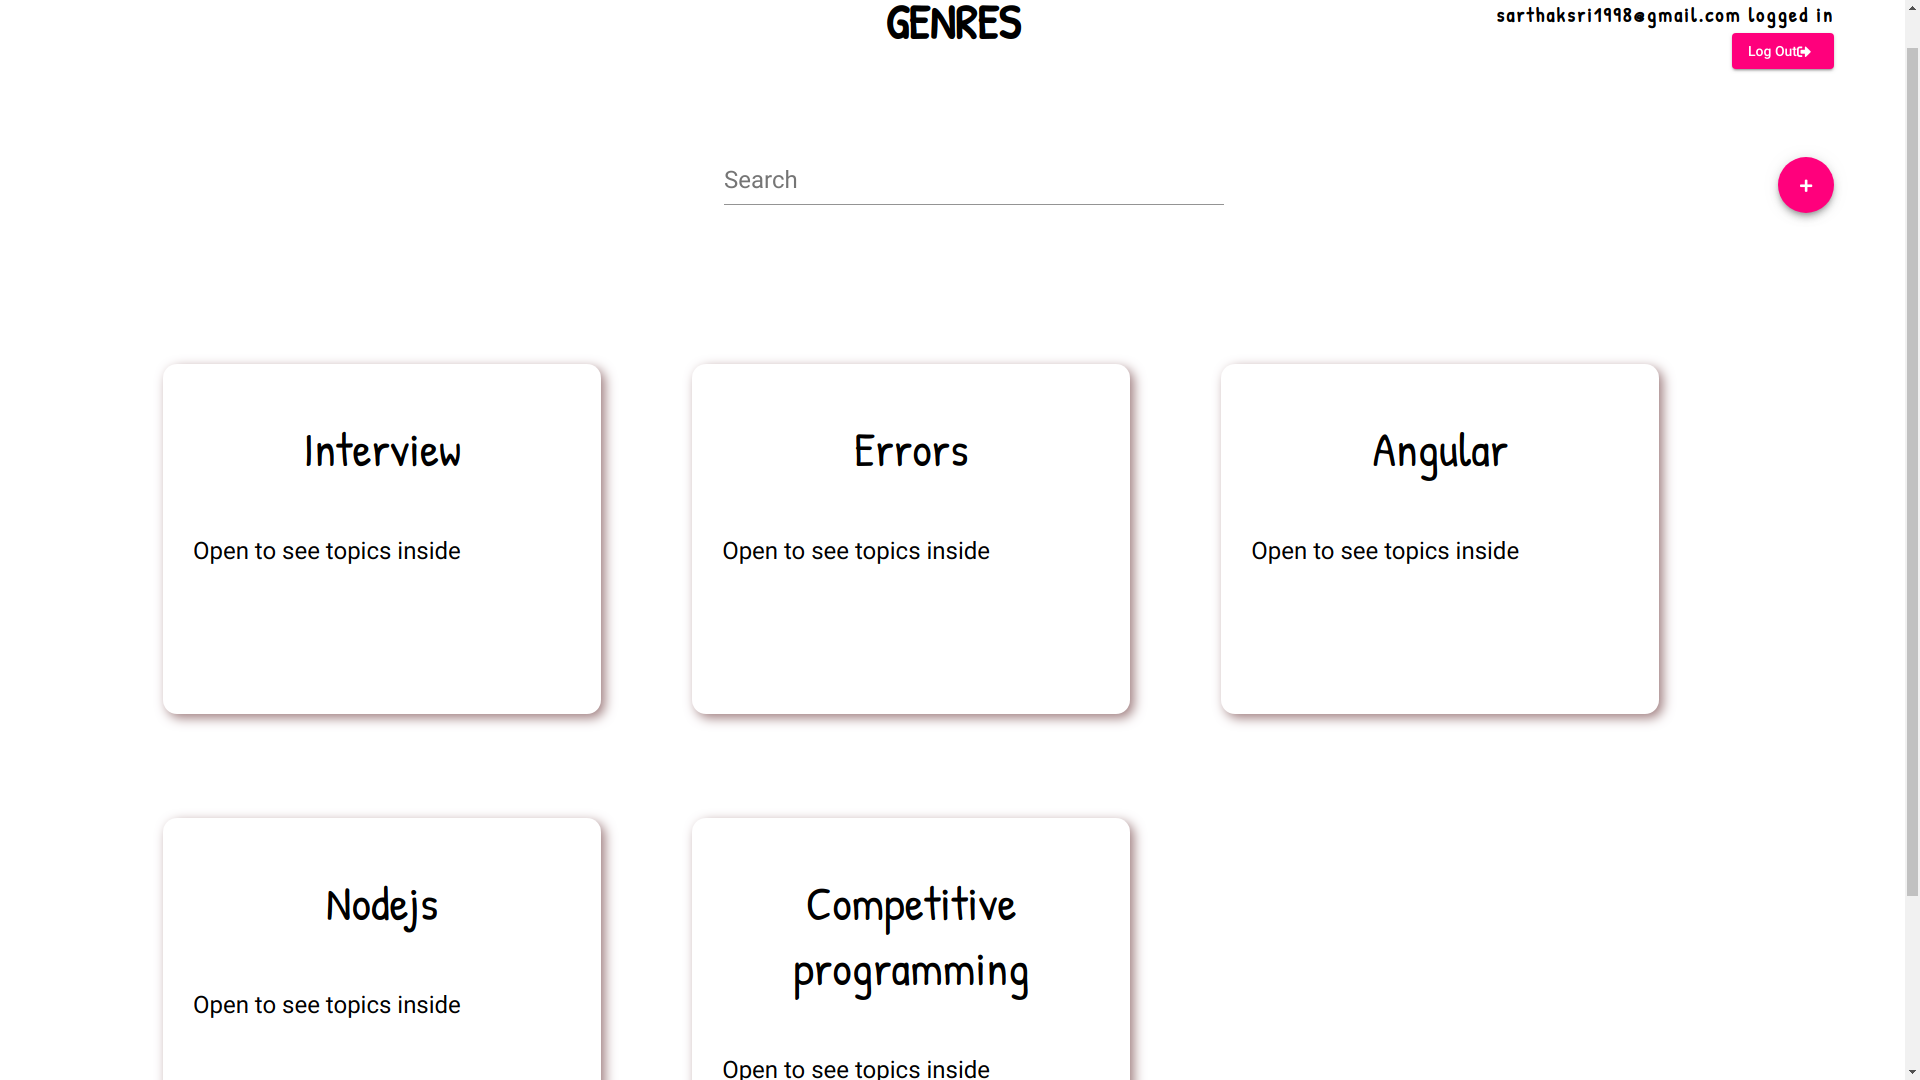 GENRES
sarthaksri1998@gmail.com logged in
Log Out
Search
+
Interview
Errors
Angular
Open to see topics inside
Open to see topics inside
Open to see topics inside
Nodejs
Competitive
programming
Open to see topics inside
Open to see topics inside